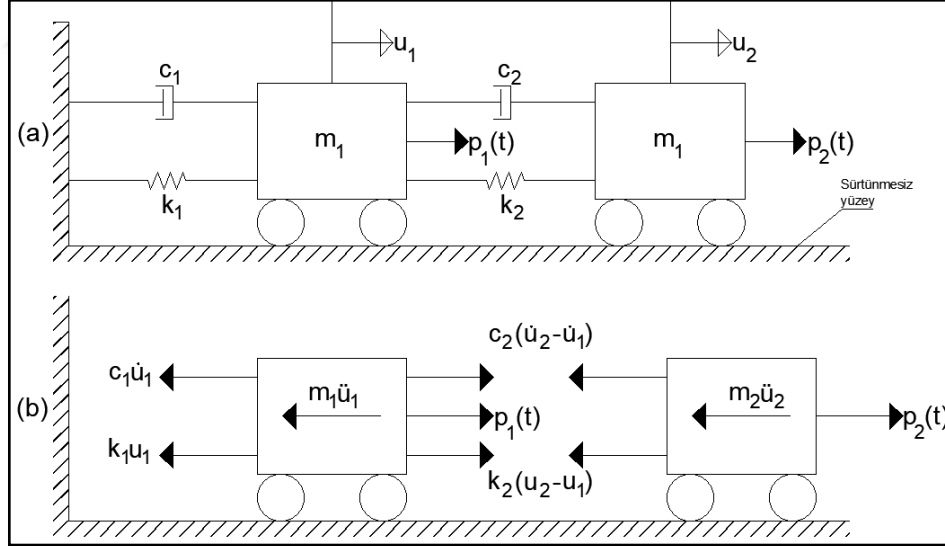 u₁ u₂
c₁ c₂
(a) m₁ p₁(t) m₁ p₂(t)
k₁ k₂
Sürtünmesiz
yüzey
c₂(u̇₂-u̇₁)
c₁u̇₁ m₁ü₁ m₂ü₂
(b) p₁(t) p₂(t)
k₁u₁ k₂(u₂-u₁)